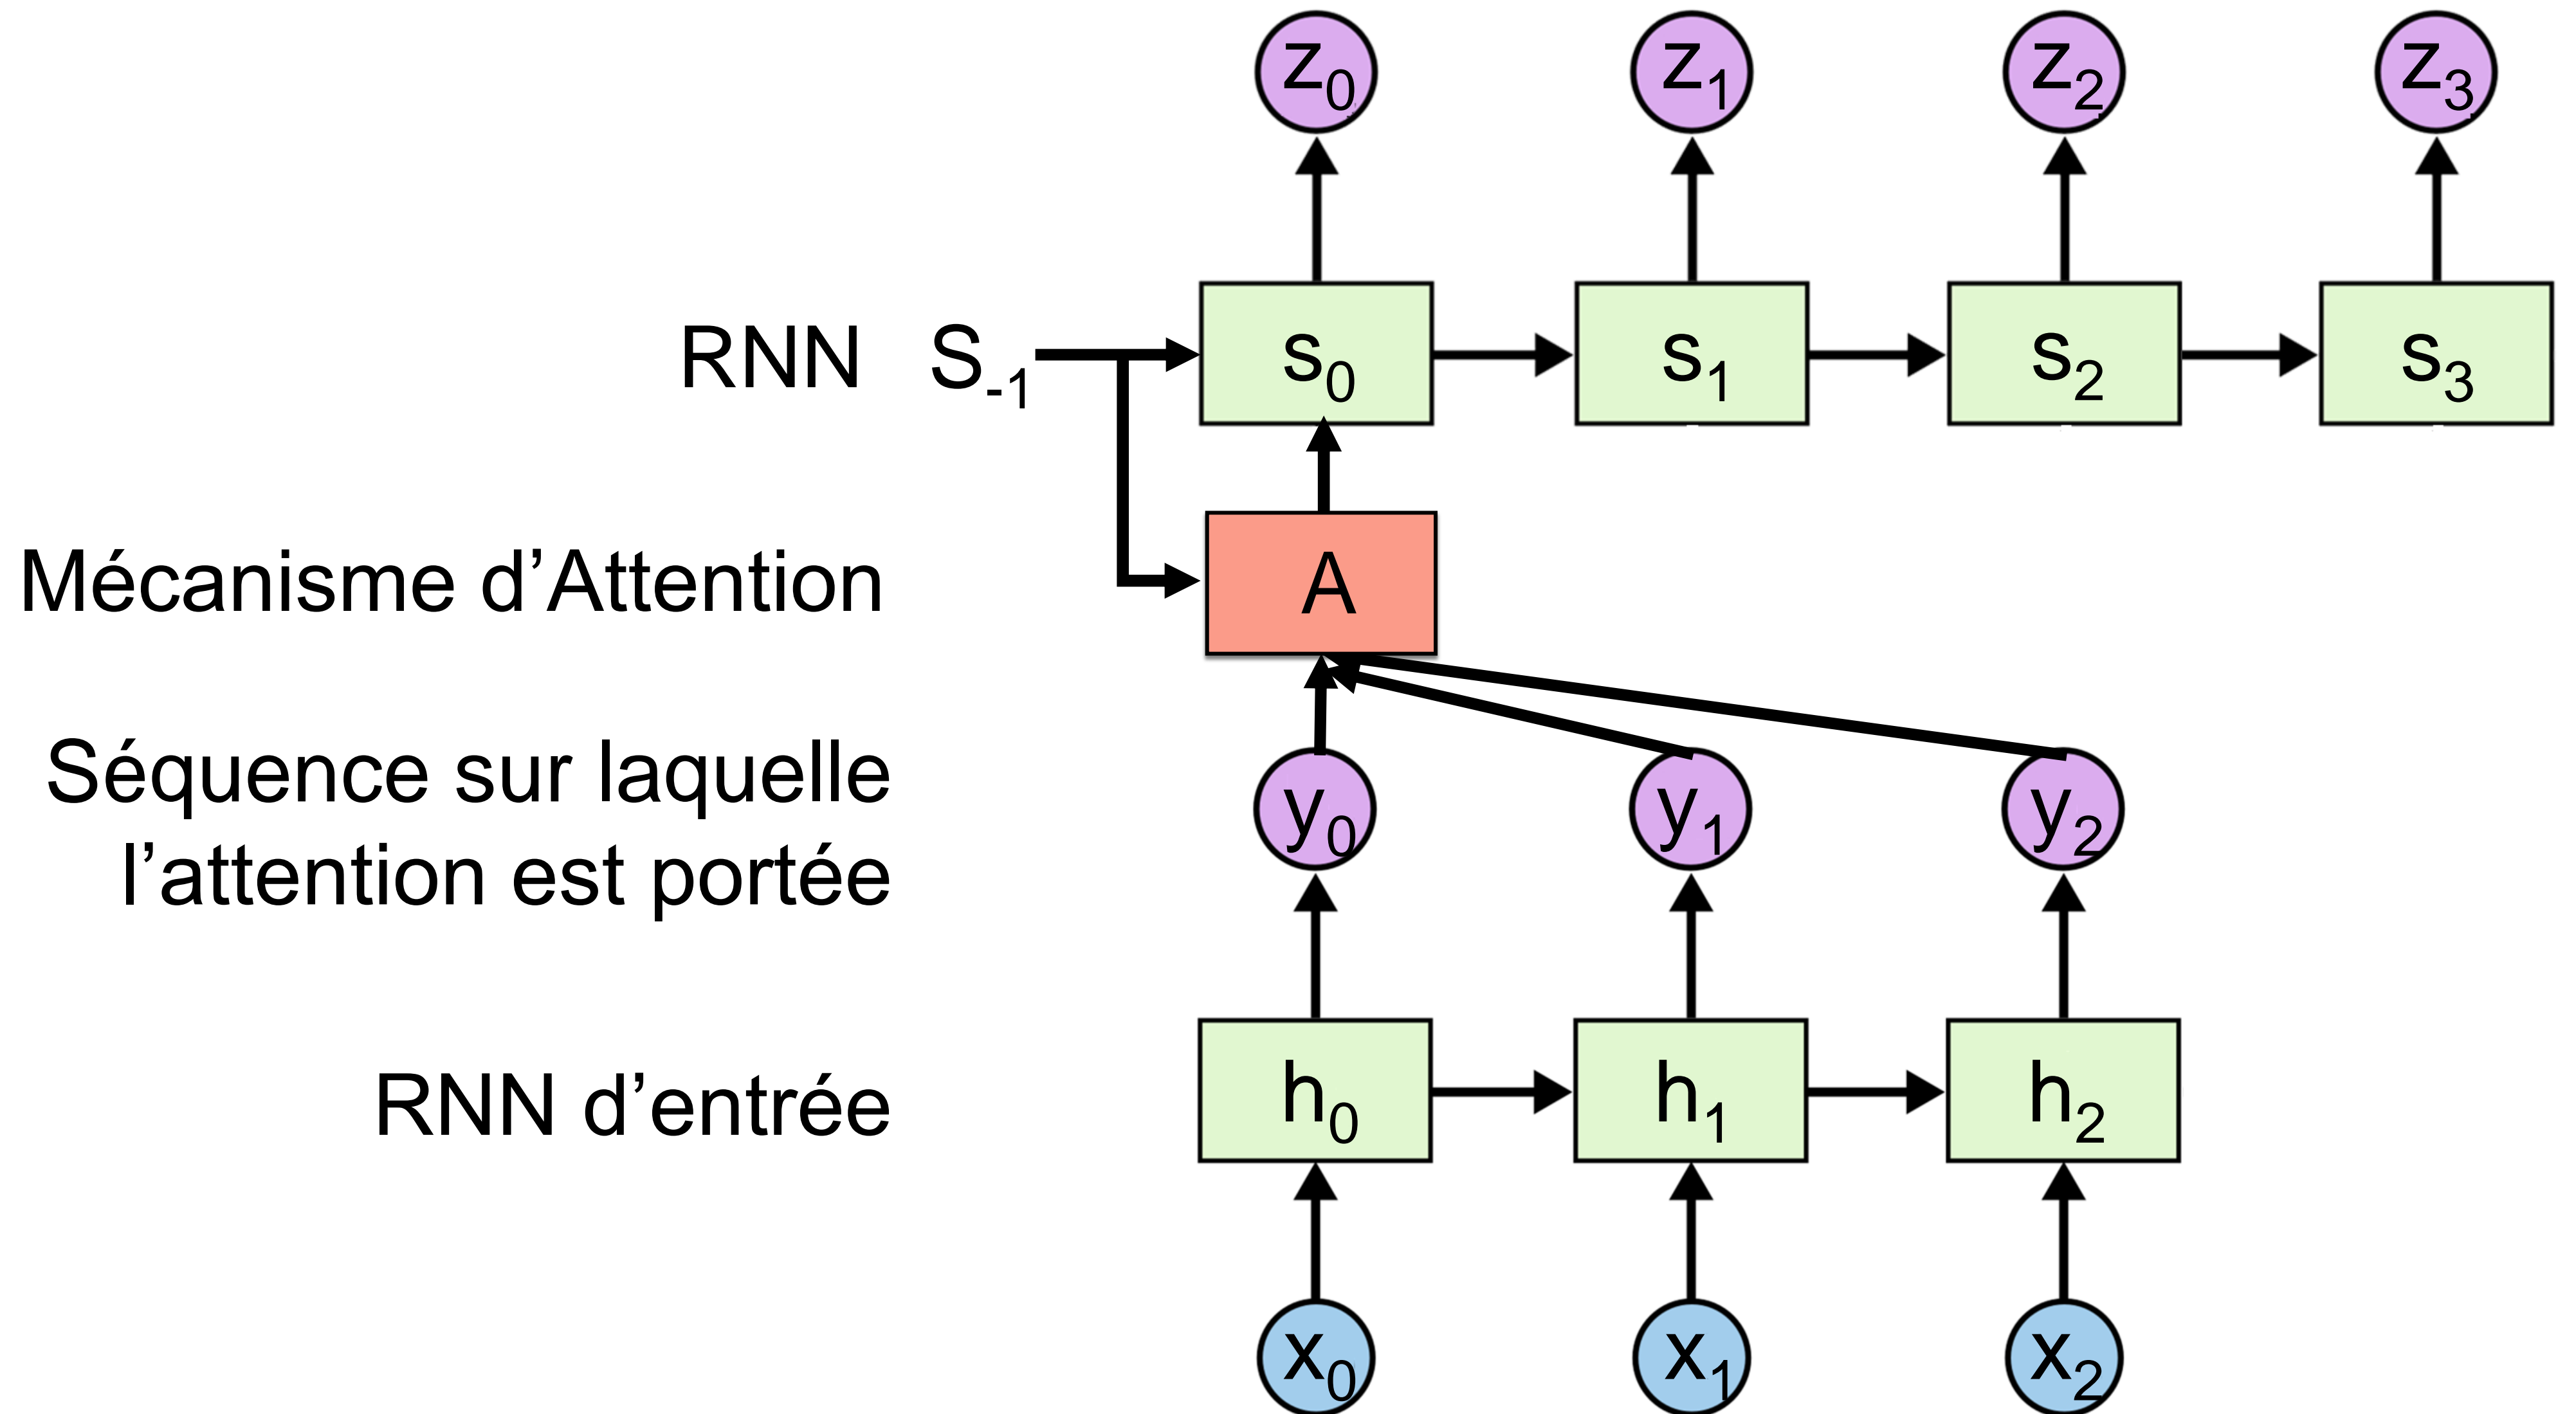 z0 z1 z2 z3
RNN S-1 s0 s1 s2 s3
Mécanisme d’Attention A
Séquence sur laquelle
l’attention est portée
y0 y1 y2
RNN d’entrée h0 h1 h2
x0 x1 x2